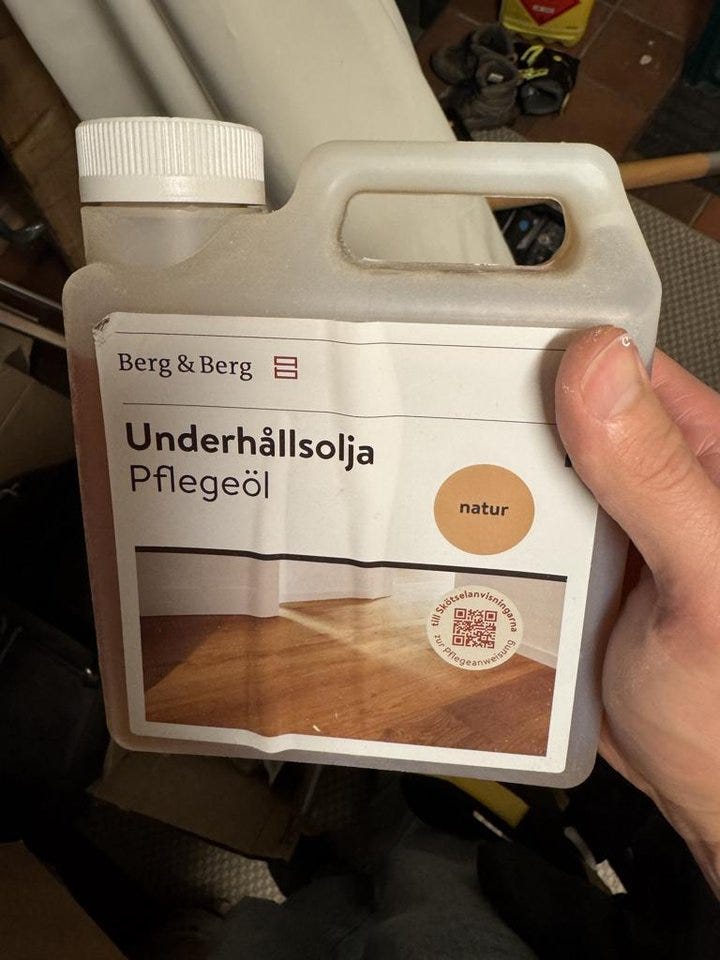 Berg & Berg
Underhållsolja
Pflegeöl
natur
till Skötselanvisningarna
zur Pflegeanweisung